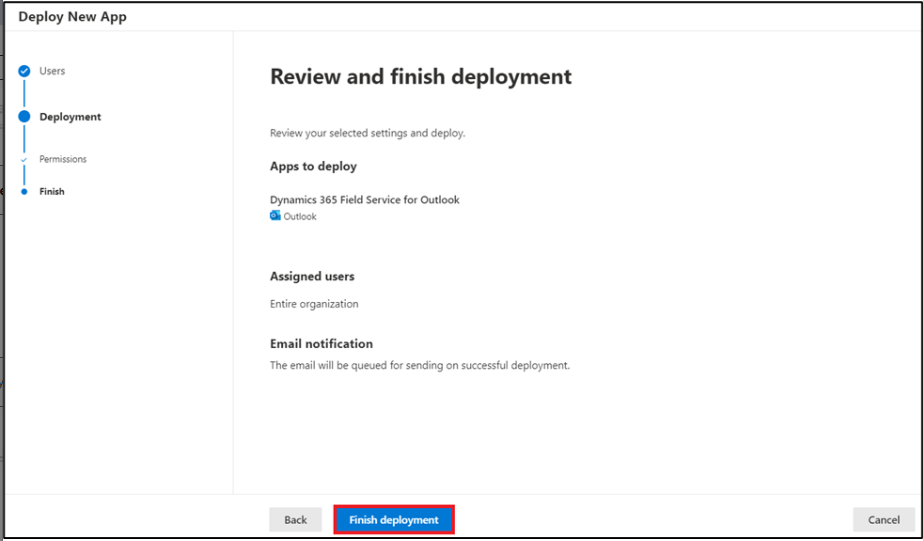 Deploy New App
Users
Deployment
Permissions
Finish
Review and finish deployment
Review your selected settings and deploy.
Apps to deploy
Dynamics 365 Field Service for Outlook
Outlook
Assigned users
Entire organization
Email notification
The email will be queued for sending on successful deployment.
Back
Finish deployment
Cancel